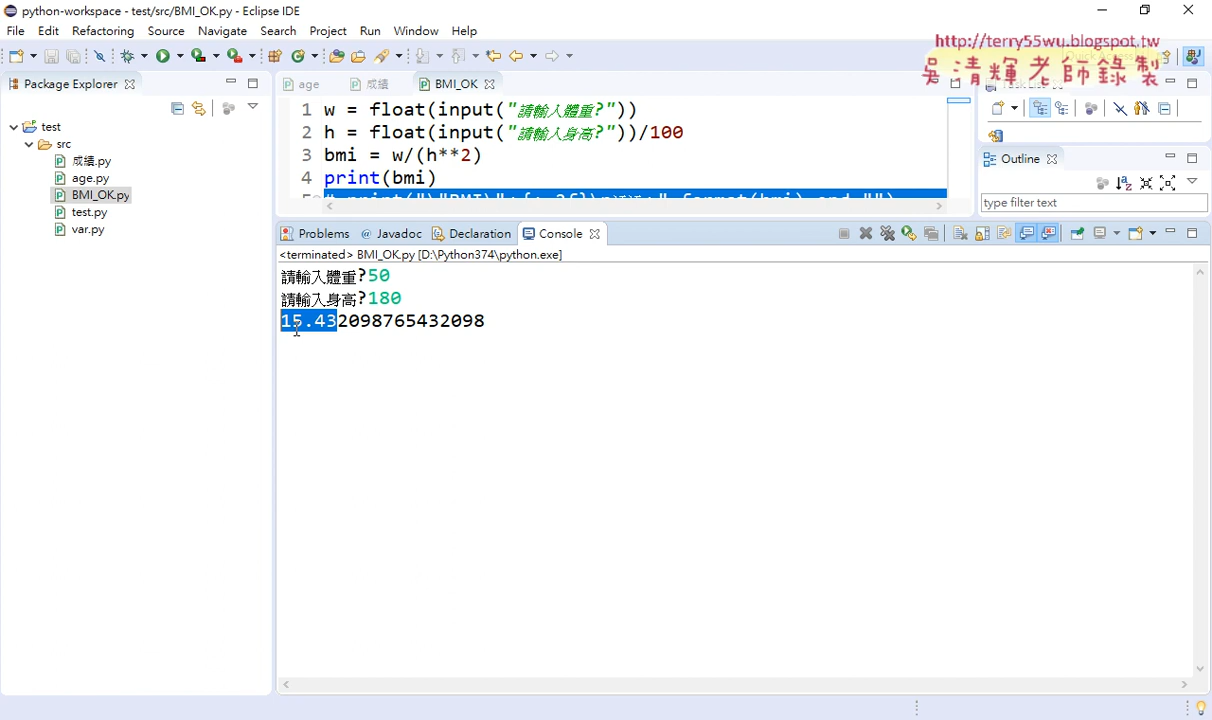 python-workspace - test/src/BMI_OK.py - Eclipse IDE
File Edit Refactoring Source Navigate Search Project Run Window Help
http://terry55wu.blogspot.tw
吳清輝老師錄製
Package Explorer
age 成績 BMI_OK
1 w = float(input("請輸入體重?"))
2 h = float(input("請輸入身高?"))/100
3 bmi = w/(h**2)
4 print(bmi)
test
src
成績.py
age.py
BMI_OK.py
test.py
var.py
Outline
type filter text
Problems @ Javadoc Declaration Console
<terminated> BMI_OK.py [D:\Python374\python.exe]
請輸入體重?50
請輸入身高?180
15.432098765432098